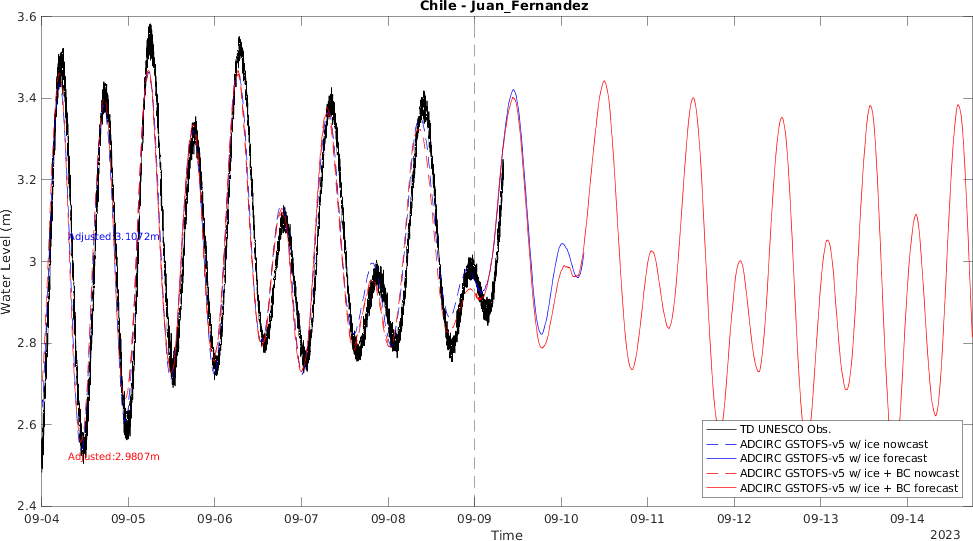 Chile - Juan_Fernandez
Water Level (m)
3.6
3.4
3.2
3
2.8
2.6
2.4
Adjusted:3.1072m
Adjusted:2.9807m
TD UNESCO Obs.
ADCIRC GSTOFS-v5 w/ ice nowcast
ADCIRC GSTOFS-v5 w/ ice forecast
ADCIRC GSTOFS-v5 w/ ice + BC nowcast
ADCIRC GSTOFS-v5 w/ ice + BC forecast
09-04 09-05 09-06 09-07 09-08 09-09 09-10 09-11 09-12 09-13 09-14
Time
2023